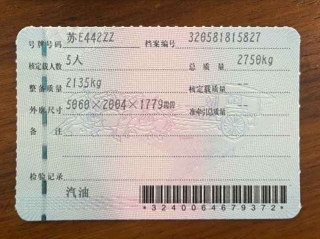 号牌号码 苏E442ZZ 档案编号 320581815827
核定载人数 5人 总质量 2750kg
整备质量 2135kg 核定载质量 --
外廓尺寸 5060×2004×1779 准牵引总质量 --
备注
检验记录
汽油
*3240064679372*